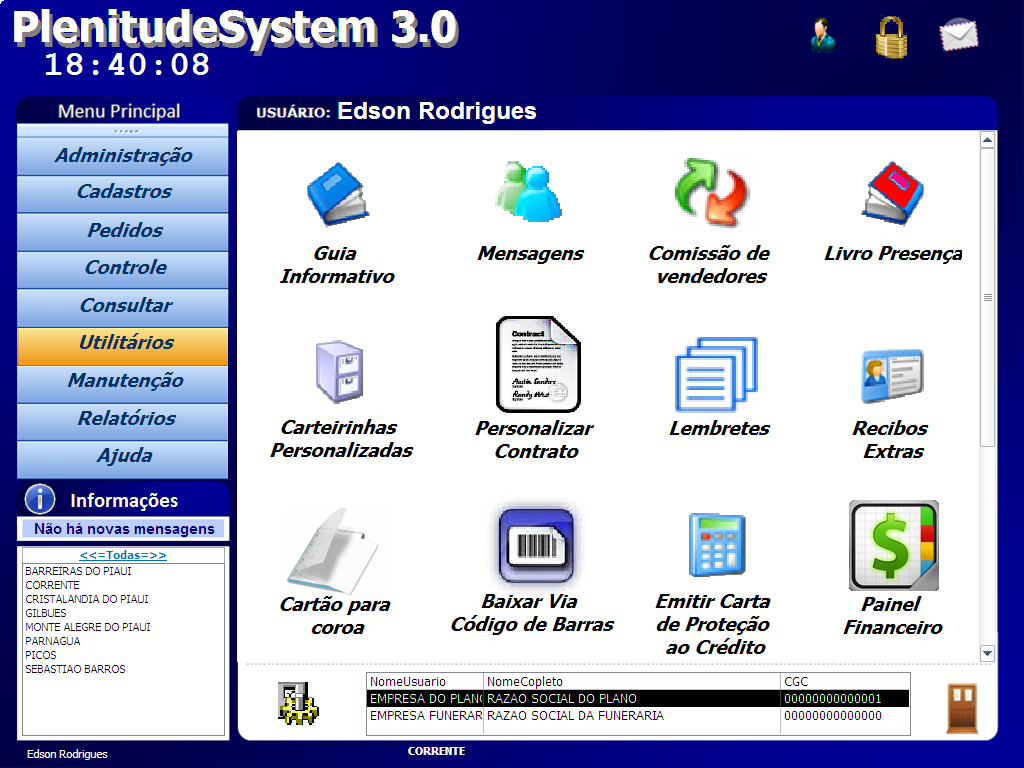 PlenitudeSystem 3.0
18:40:08
Menu Principal
Administração
Cadastros
Pedidos
Controle
Consultar
Utilitários
Manutenção
Relatórios
Ajuda
Informações
Não há novas mensagens
<<=Todas=>>
BARREIRAS DO PIAUI
CORRENTE
CRISTALANDIA DO PIAUI
GILBUES
MONTE ALEGRE DO PIAUI
PARNAGUA
PICOS
SEBASTIAO BARROS
Edson Rodrigues
USUÁRIO: Edson Rodrigues
Guia
Informativo
Mensagens
Comissão de
vendedores
Livro Presença
Carteirinhas
Personalizadas
Contract
Personalizar
Contrato
Lembretes
Recibos
Extras
Cartão para
coroa
Baixar Via
Código de Barras
Emitir Carta
de Proteção
ao Crédito
Painel
Financeiro
NomeUsuario NomeCopleto CGC
EMPRESA DO PLANO RAZAO SOCIAL DO PLANO 00000000000001
EMPRESA FUNERAR RAZAO SOCIAL DA FUNERARIA 00000000000000
CORRENTE